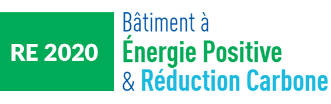 RE 2020
Bâtiment à
Énergie Positive
& Réduction Carbone